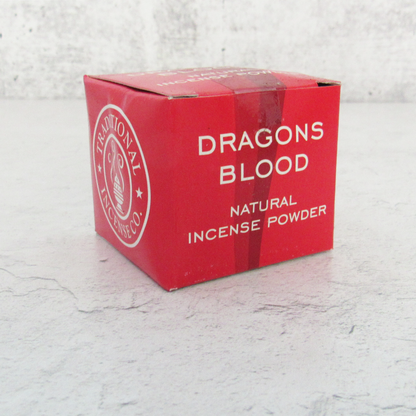 TRADITIONAL
INCENSE CO.
DRAGONS
BLOOD
NATURAL
INCENSE POWDER